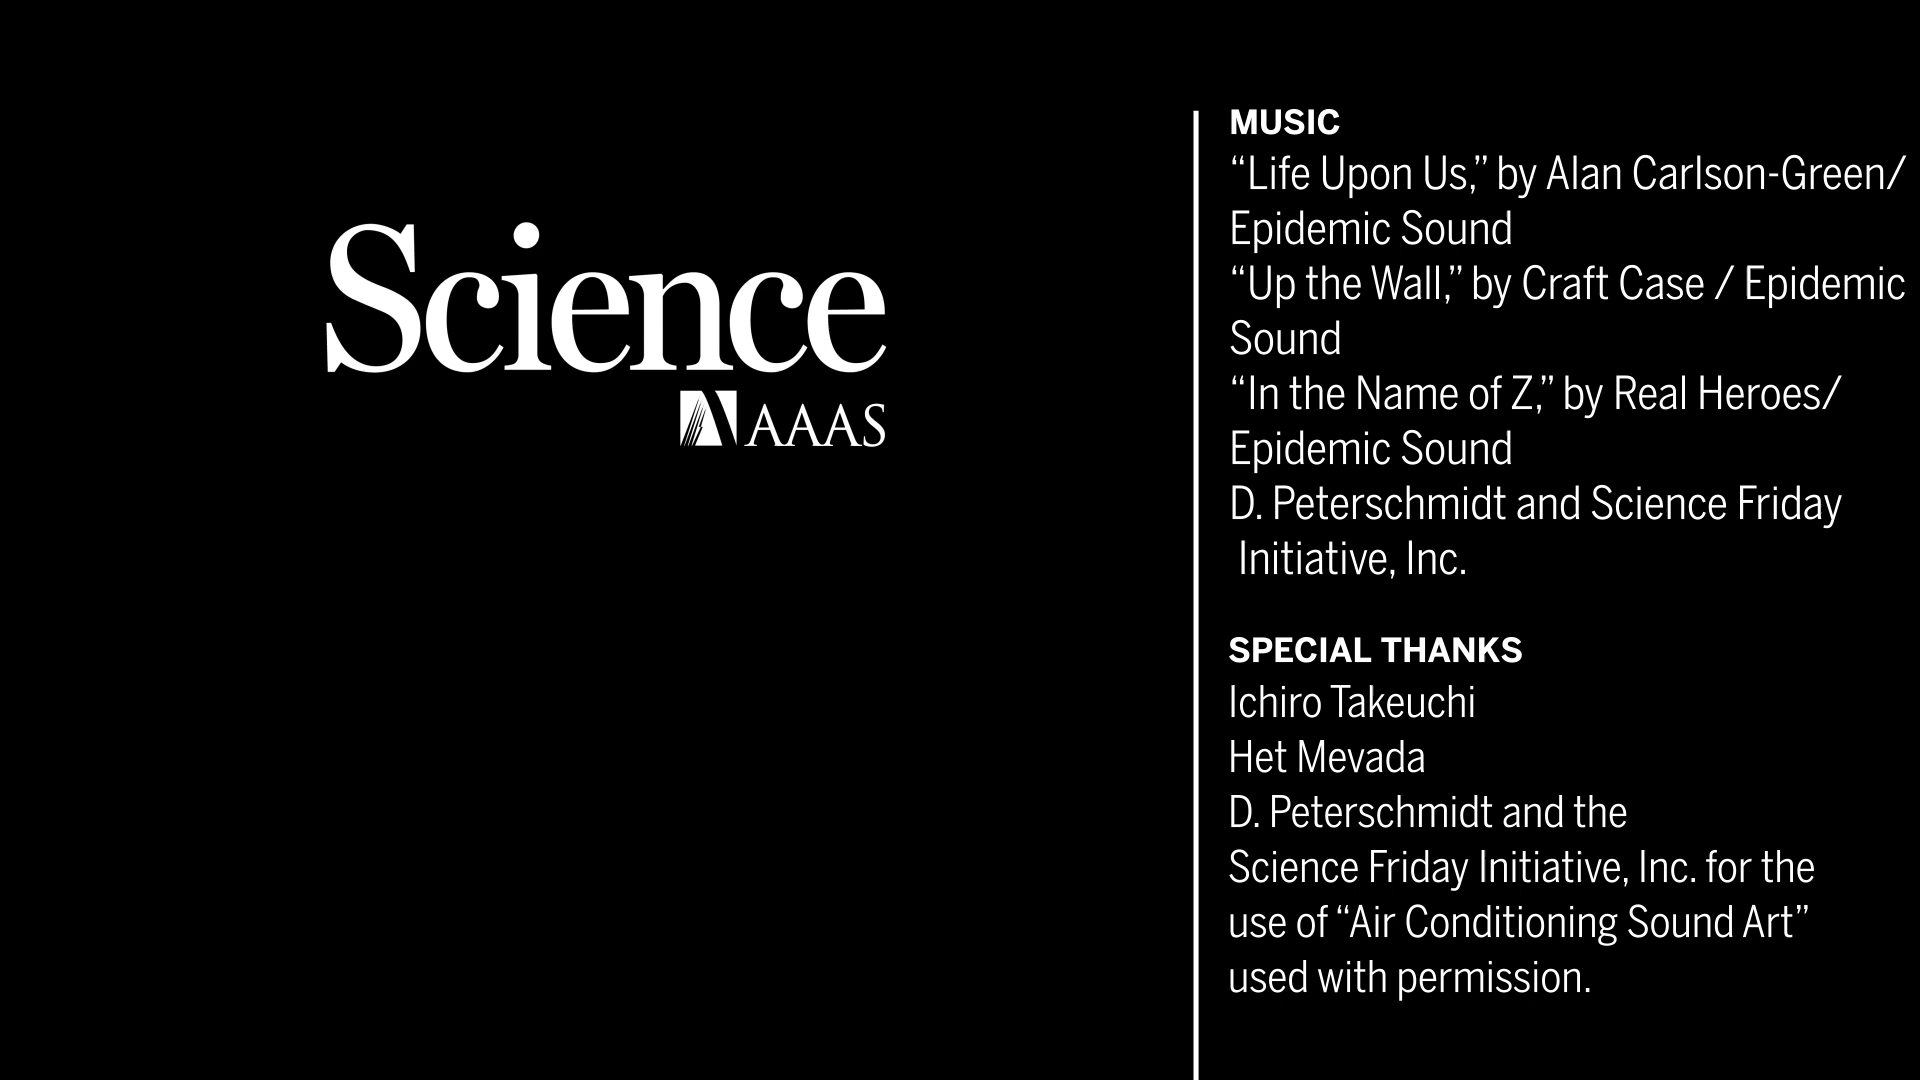 Science
AAAS
MUSIC
“Life Upon Us,” by Alan Carlson-Green/
Epidemic Sound
“Up the Wall,” by Craft Case / Epidemic
Sound
“In the Name of Z,” by Real Heroes/
Epidemic Sound
D. Peterschmidt and Science Friday
Initiative, Inc.
SPECIAL THANKS
Ichiro Takeuchi
Het Mevada
D. Peterschmidt and the
Science Friday Initiative, Inc. for the
use of “Air Conditioning Sound Art”
used with permission.